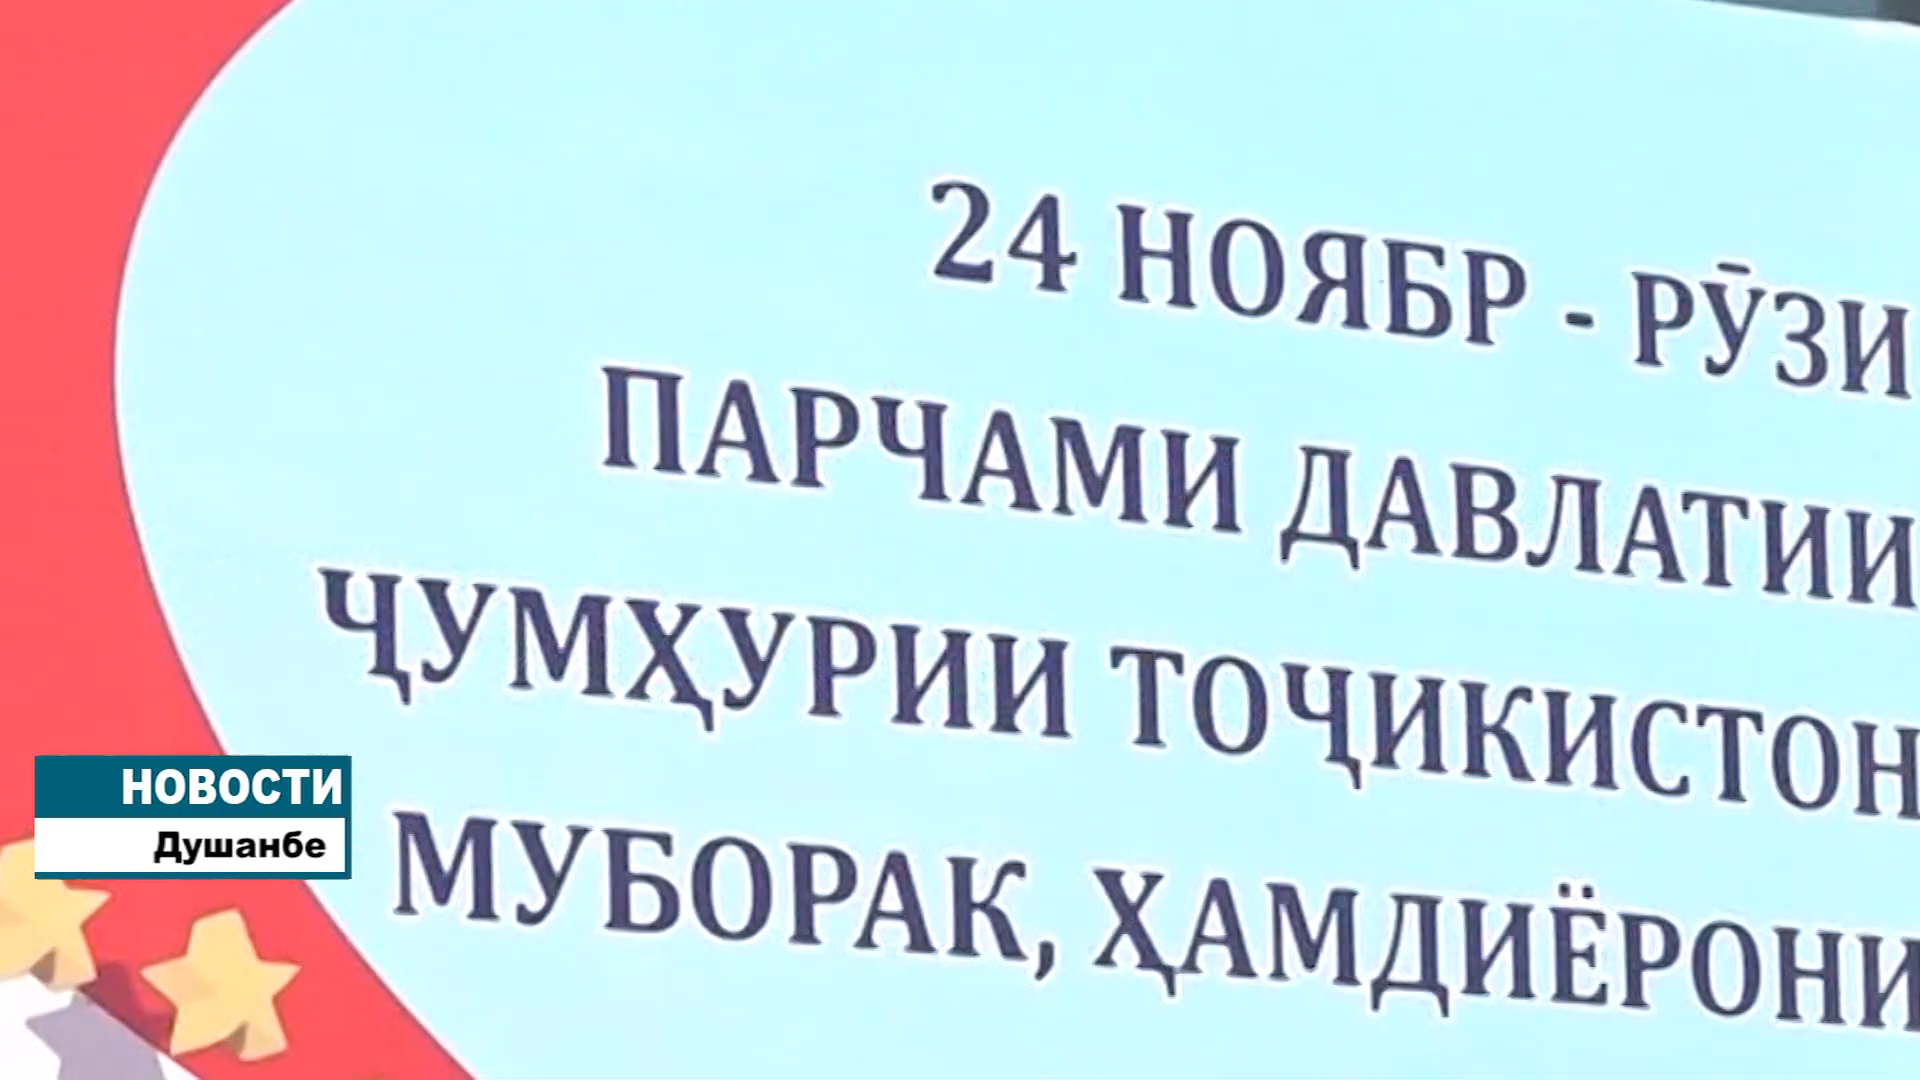 24 НОЯБР - РӮЗИ
ПАРЧАМИ ДАВЛАТИИ
ҶУМҲУРИИ ТОҶИКИСТОН
МУБОРАК, ҲАМДИЁРОНИ
НОВОСТИ
Душанбе